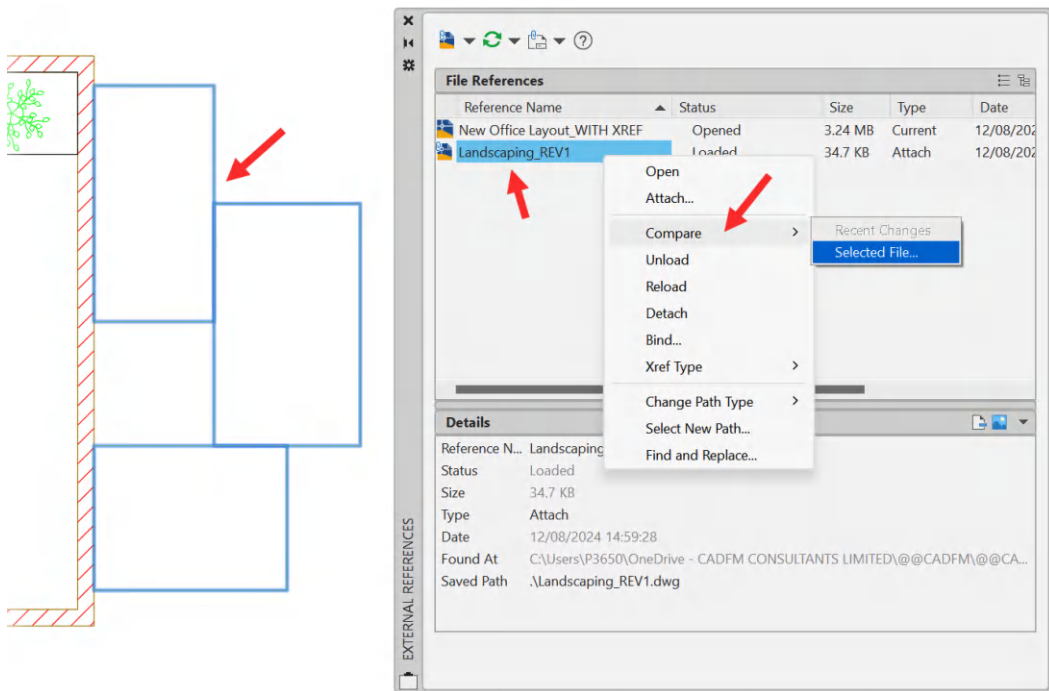 File References
Reference Name Status Size Type Date
New Office Layout_WITH XREF Opened 3.24 MB Current 12/08/202
Landscaping_REV1 Loaded 34.7 KB Attach 12/08/202
Open
Attach...
Compare
Recent Changes
Selected File...
Unload
Reload
Detach
Bind...
Xref Type
Change Path Type
Select New Path...
Find and Replace...
Details
Reference N... Landscaping
Status Loaded
Size 34.7 KB
Type Attach
Date 12/08/2024 14:59:28
Found At C:\Users\P3650\OneDrive - CADFM CONSULTANTS LIMITED\@@CADFM\@@CA...
Saved Path .\Landscaping_REV1.dwg
EXTERNAL REFERENCES